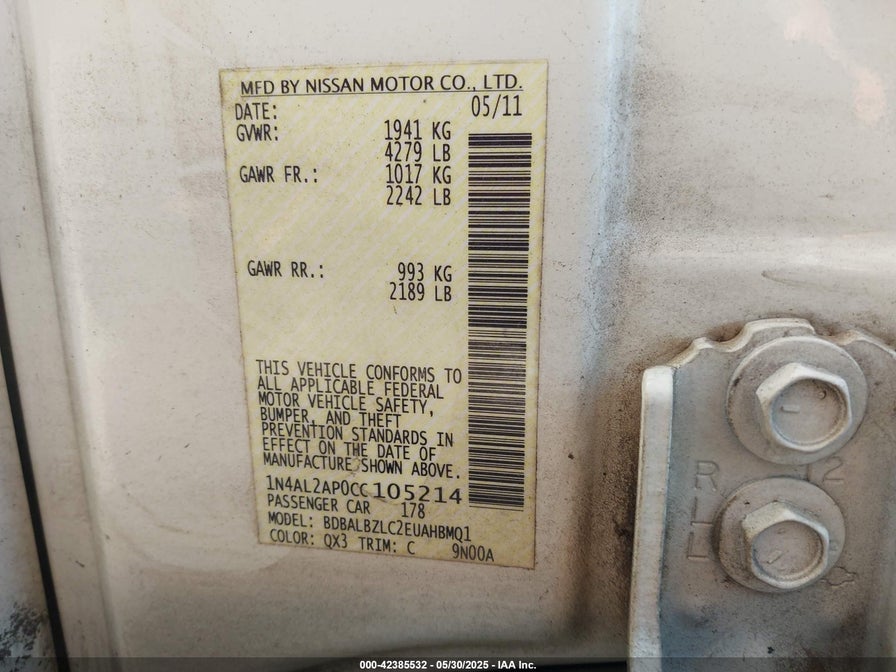 MFD BY NISSAN MOTOR CO., LTD.
DATE: 05/11
GVWR: 1941 KG
4279 LB
GAWR FR.: 1017 KG
2242 LB
GAWR RR.: 993 KG
2189 LB
THIS VEHICLE CONFORMS TO
ALL APPLICABLE FEDERAL
MOTOR VEHICLE SAFETY,
BUMPER, AND THEFT
PREVENTION STANDARDS IN
EFFECT ON THE DATE OF
MANUFACTURE SHOWN ABOVE.
1N4AL2AP0CC105214
PASSENGER CAR 178
MODEL: BDBALBZLC2EUAHBMQ1
COLOR: QX3 TRIM: C 9N00A
000-42385532 - 05/30/2025 - IAA Inc.